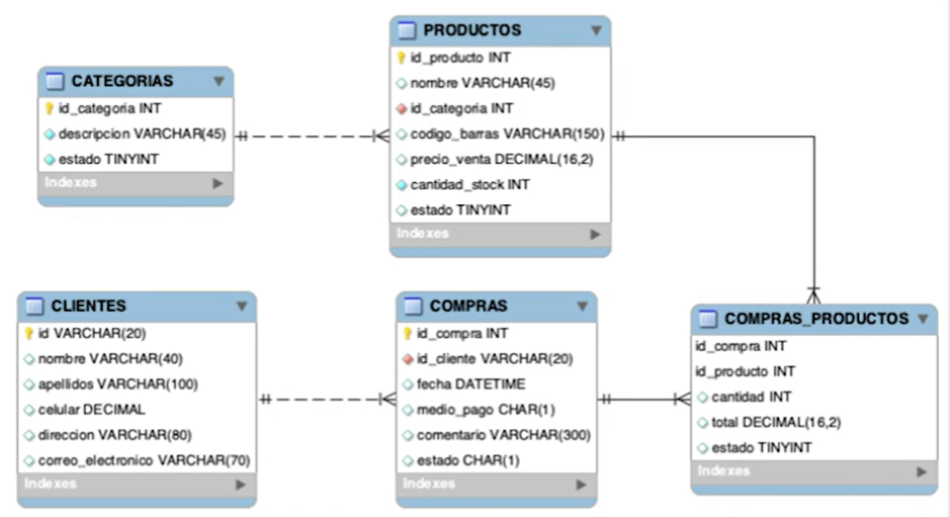 CATEGORIAS
id_categoria INT
descripcion VARCHAR(45)
estado TINYINT
Indexes
PRODUCTOS
id_producto INT
nombre VARCHAR(45)
id_categoria INT
codigo_barras VARCHAR(150)
precio_venta DECIMAL(16,2)
cantidad_stock INT
estado TINYINT
Indexes
CLIENTES
id VARCHAR(20)
nombre VARCHAR(40)
apellidos VARCHAR(100)
celular DECIMAL
direccion VARCHAR(80)
correo_electronico VARCHAR(70)
Indexes
COMPRAS
id_compra INT
id_cliente VARCHAR(20)
fecha DATETIME
medio_pago CHAR(1)
comentario VARCHAR(300)
estado CHAR(1)
Indexes
COMPRAS_PRODUCTOS
id_compra INT
id_producto INT
cantidad INT
total DECIMAL(16,2)
estado TINYINT
Indexes